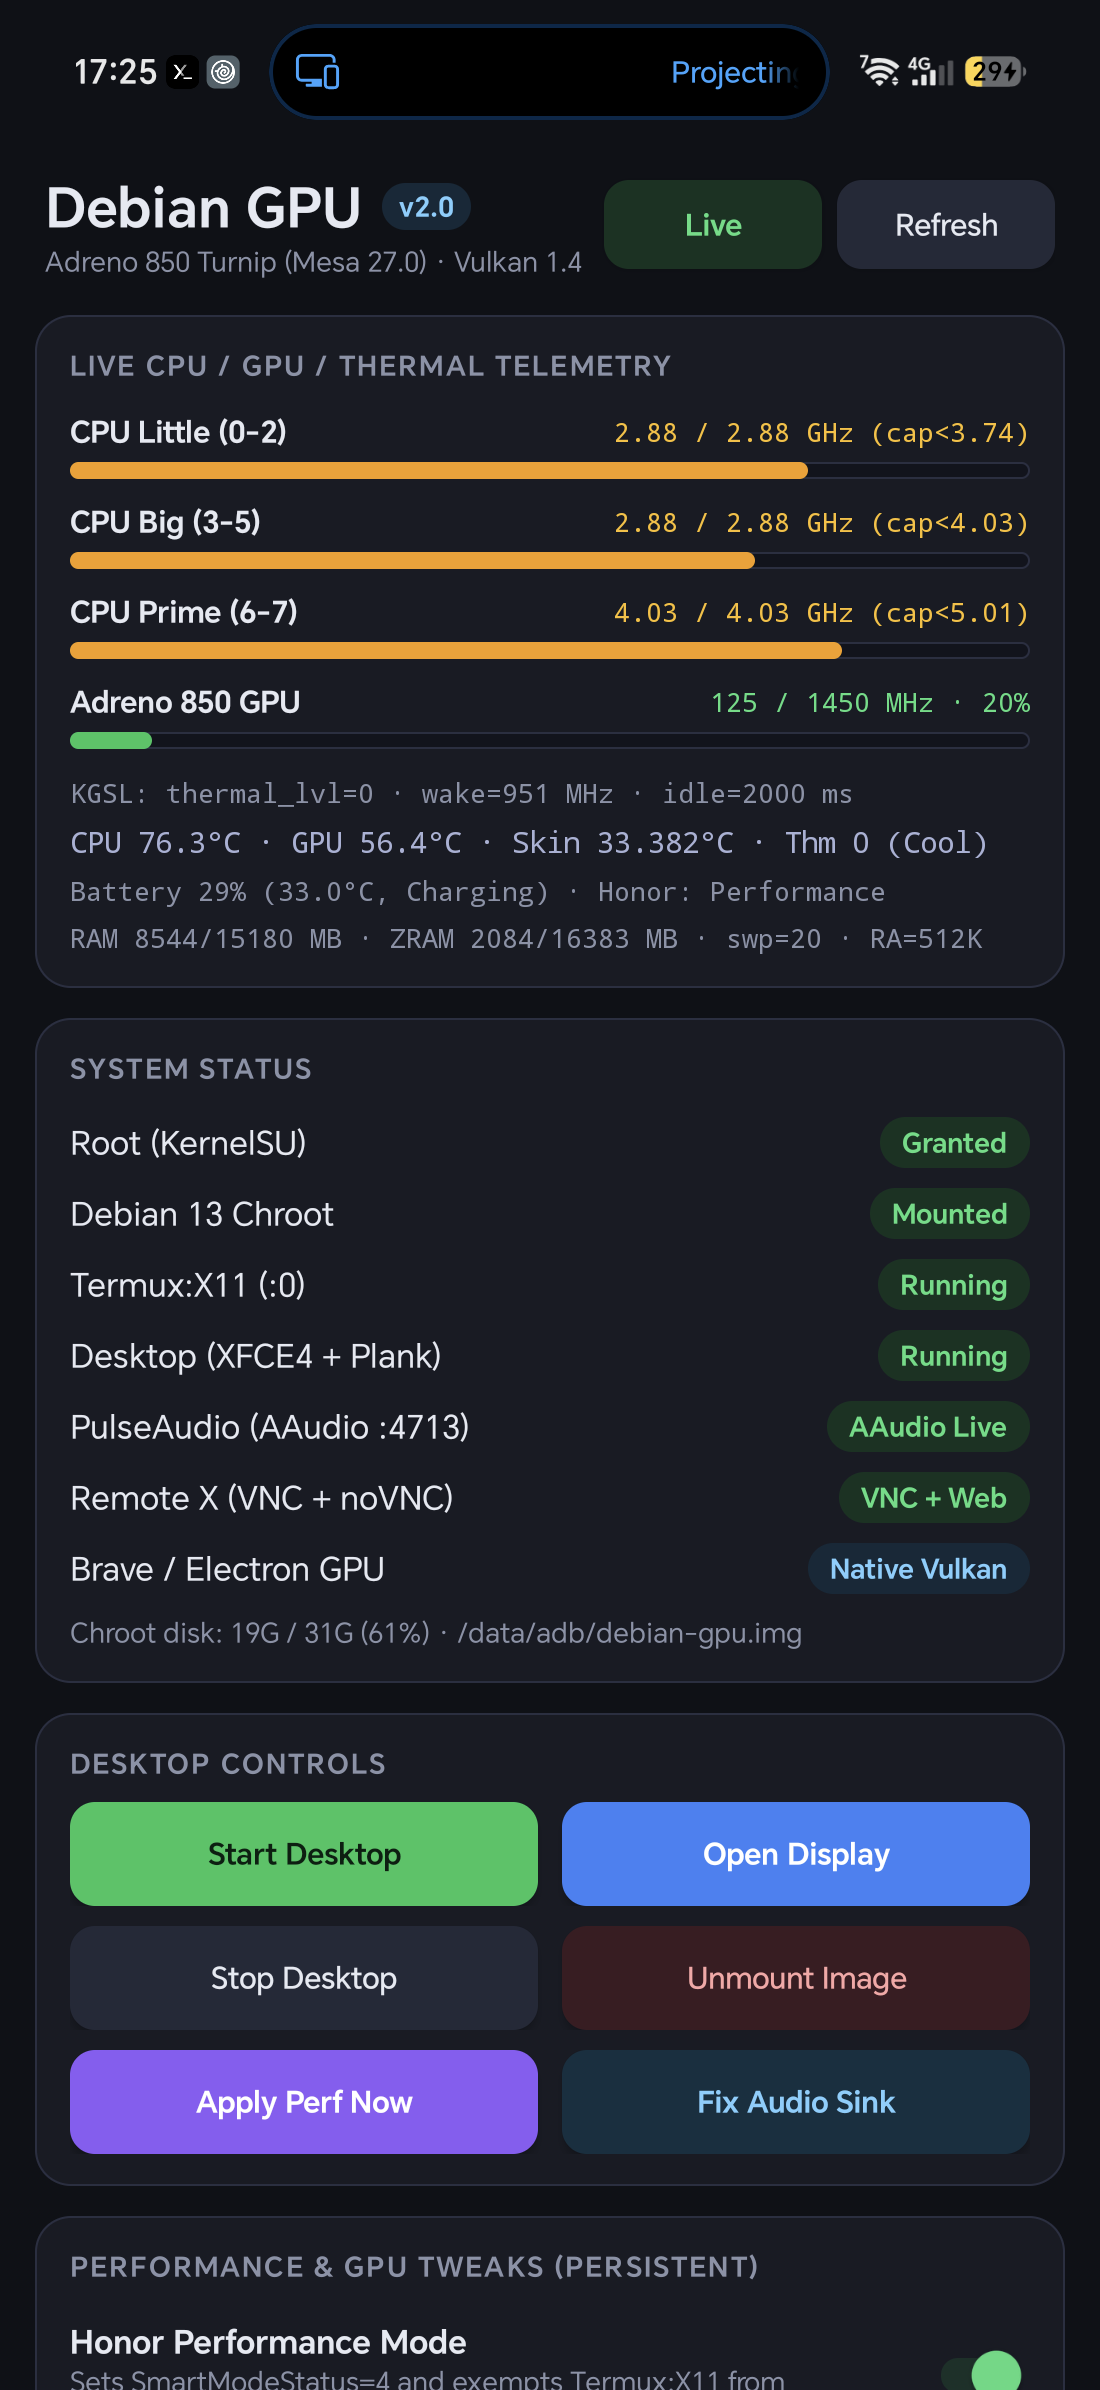 17:25
Projectin
7
4G
29
Debian GPU v2.0
Adreno 850 Turnip (Mesa 27.0) · Vulkan 1.4
Live
Refresh
LIVE CPU / GPU / THERMAL TELEMETRY
CPU Little (0-2) 2.88 / 2.88 GHz (cap<3.74)
CPU Big (3-5) 2.88 / 2.88 GHz (cap<4.03)
CPU Prime (6-7) 4.03 / 4.03 GHz (cap<5.01)
Adreno 850 GPU 125 / 1450 MHz · 20%
KGSL: thermal_lvl=0 · wake=951 MHz · idle=2000 ms
CPU 76.3°C · GPU 56.4°C · Skin 33.382°C · Thm 0 (Cool)
Battery 29% (33.0°C, Charging) · Honor: Performance
RAM 8544/15180 MB · ZRAM 2084/16383 MB · swp=20 · RA=512K
SYSTEM STATUS
Root (KernelSU) Granted
Debian 13 Chroot Mounted
Termux:X11 (:0) Running
Desktop (XFCE4 + Plank) Running
PulseAudio (AAudio :4713) AAudio Live
Remote X (VNC + noVNC) VNC + Web
Brave / Electron GPU Native Vulkan
Chroot disk: 19G / 31G (61%) · /data/adb/debian-gpu.img
DESKTOP CONTROLS
Start Desktop
Open Display
Stop Desktop
Unmount Image
Apply Perf Now
Fix Audio Sink
PERFORMANCE & GPU TWEAKS (PERSISTENT)
Honor Performance Mode
Sets SmartModeStatus=4 and exempts Termux:X11 from